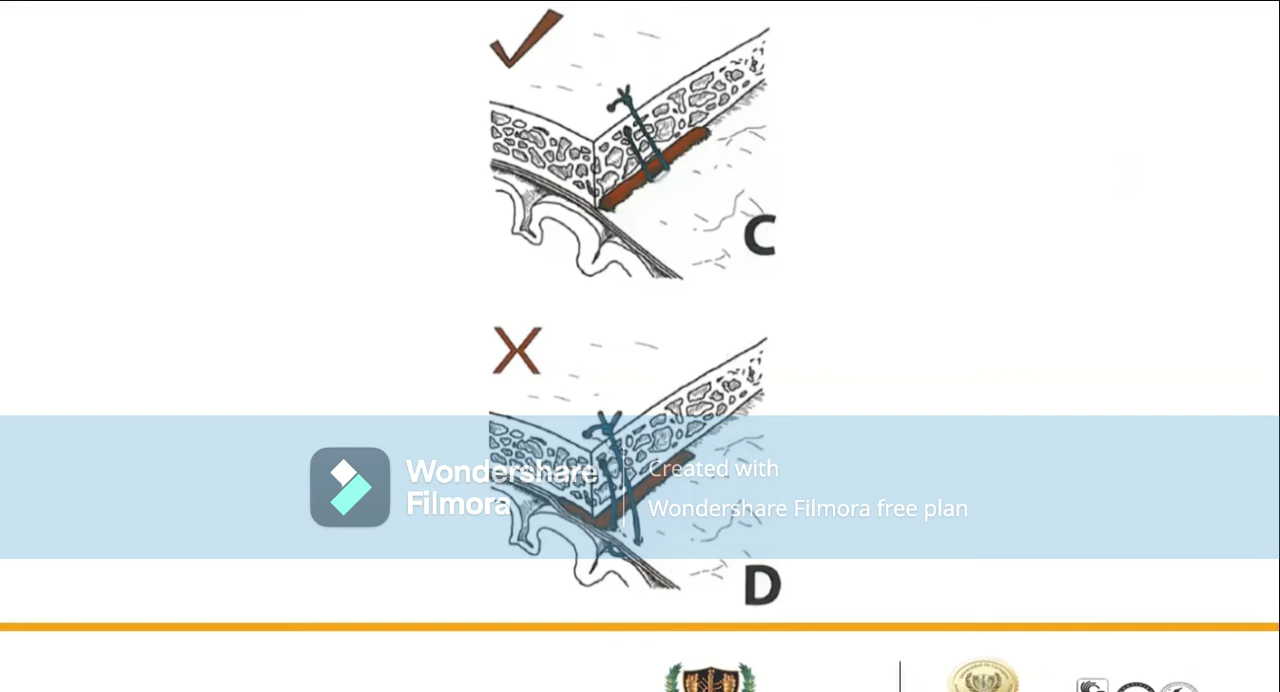 C
Wondershare
Filmora
Created with
Wondershare Filmora free plan
D